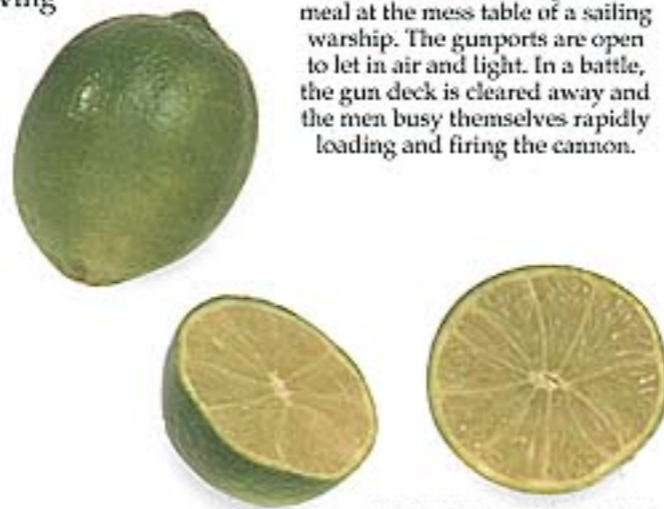 meal at the mess table of a sailing
warship. The gunports are open
to let in air and light. In a battle,
the gun deck is cleared away and
the men busy themselves rapidly
loading and firing the cannon.